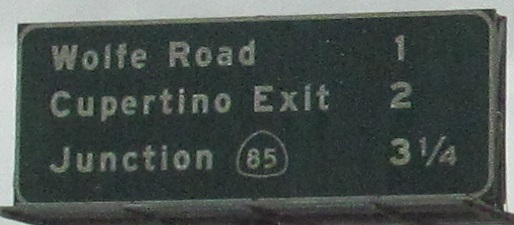 Wolfe Road 1
Cupertino Exit 2
Junction 85 3 1/4